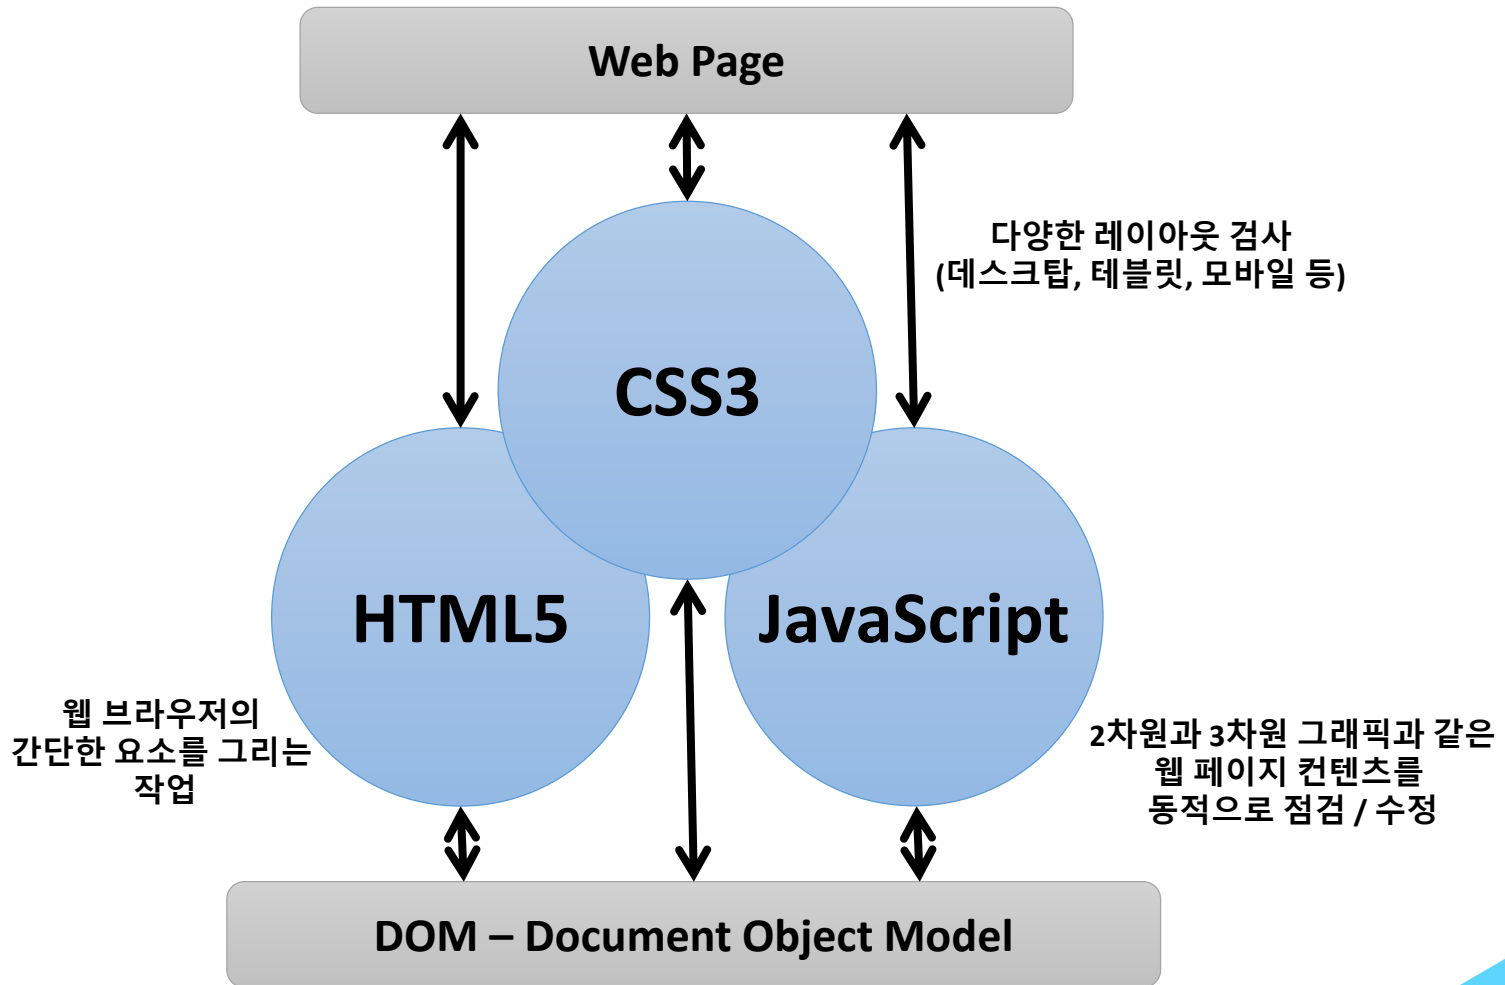 Web Page
다양한 레이아웃 검사
(데스크탑, 테블릿, 모바일 등)
CSS3
HTML5
JavaScript
웹 브라우저의
간단한 요소를 그리는
작업
2차원과 3차원 그래픽과 같은
웹 페이지 컨텐츠를
동적으로 점검 / 수정
DOM – Document Object Model